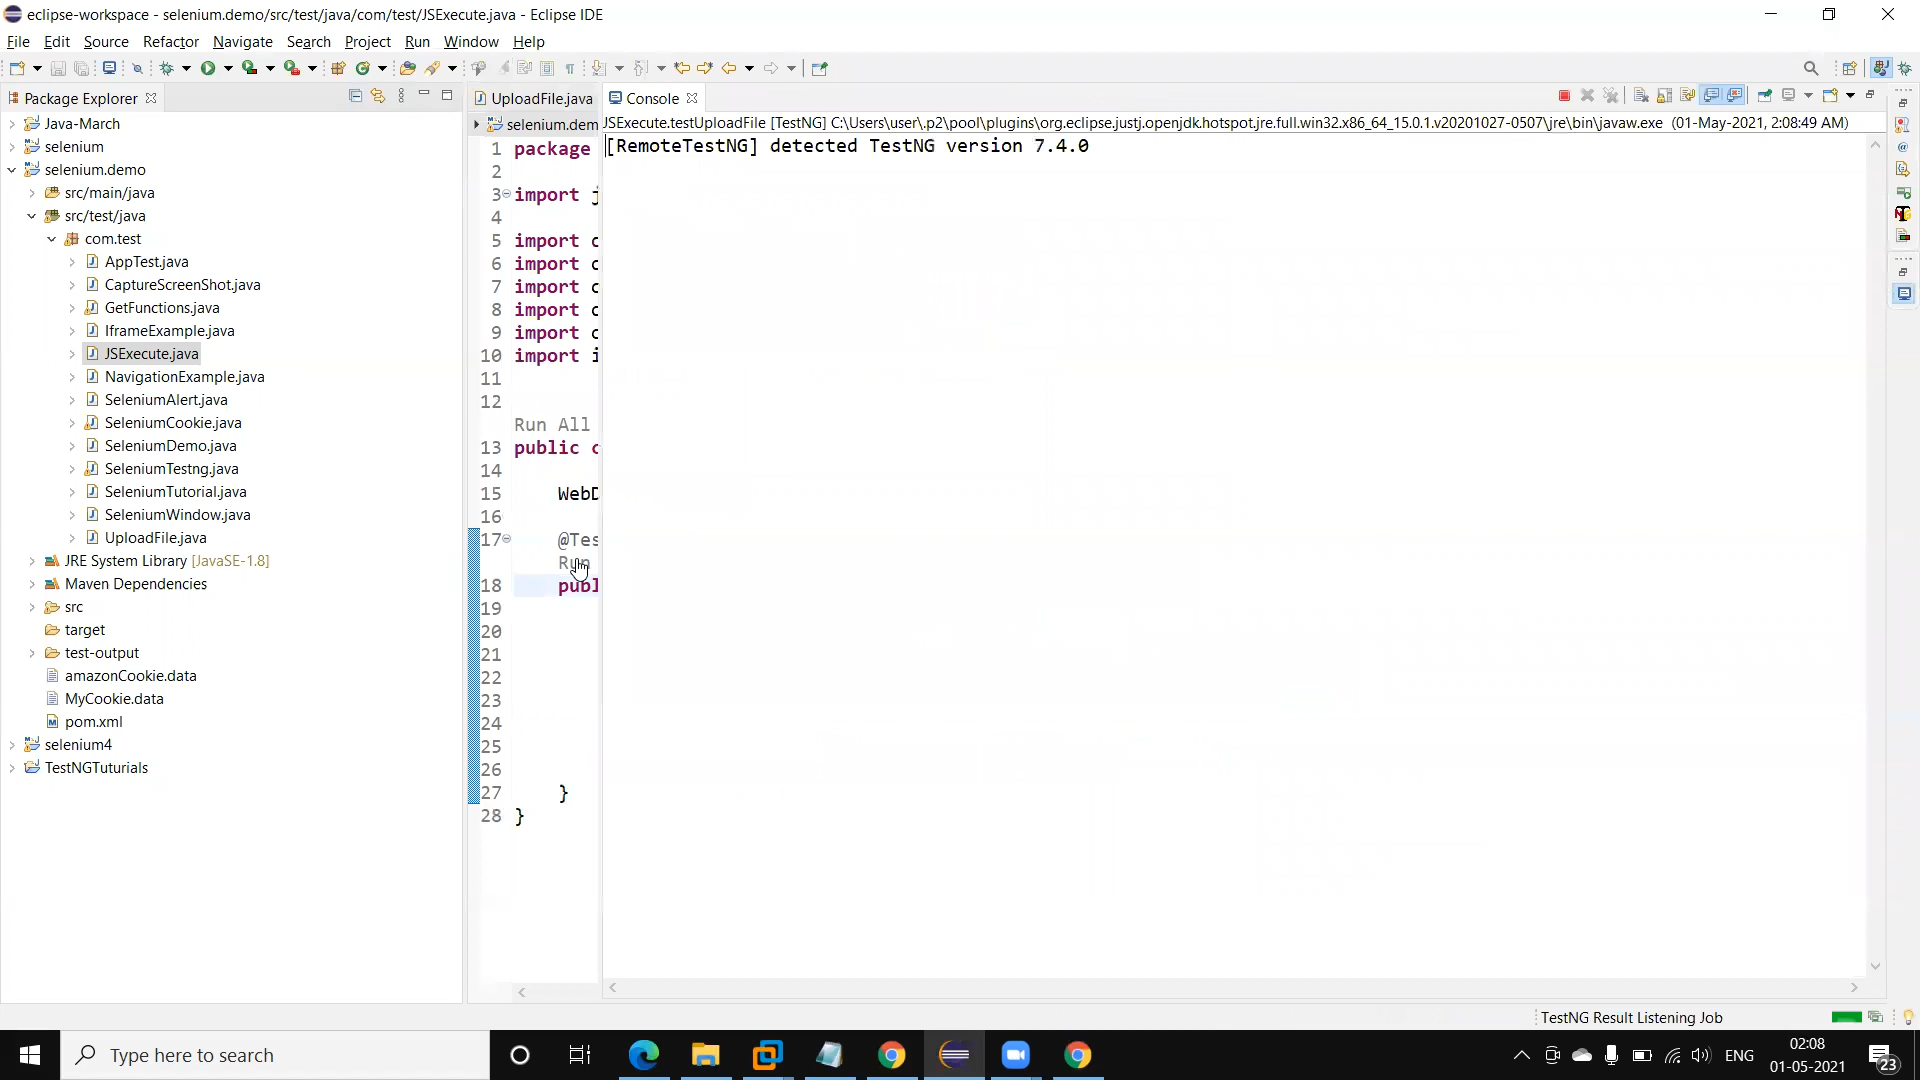 eclipse-workspace - selenium.demo/src/test/java/com/test/JSExecute.java - Eclipse IDE
File Edit Source Refactor Navigate Search Project Run Window Help
Package Explorer
Java-March
selenium
selenium.demo
src/main/java
src/test/java
com.test
AppTest.java
CaptureScreenShot.java
GetFunctions.java
IframeExample.java
JSExecute.java
NavigationExample.java
SeleniumAlert.java
SeleniumCookie.java
SeleniumDemo.java
SeleniumTestng.java
SeleniumTutorial.java
SeleniumWindow.java
UploadFile.java
JRE System Library [JavaSE-1.8]
Maven Dependencies
src
target
test-output
amazonCookie.data
MyCookie.data
pom.xml
selenium4
TestNGTuturials
UploadFile.java
selenium.dem
1 package
2
3 import j
4
5 import o
6 import o
7 import o
8 import o
9 import o
10 import i
11
12
Run All
13 public c
14
15 WebD
16
17 @Tes
Run
18 publ
19
20
21
22
23
24
25
26
27 }
28 }
Console
JSExecute.testUploadFile [TestNG] C:\Users\user\.p2\pool\plugins\org.eclipse.justj.openjdk.hotspot.jre.full.win32.x86_64_15.0.1.v20201027-0507\jre\bin\javaw.exe (01-May-2021, 2:08:49 AM)
[RemoteTestNG] detected TestNG version 7.4.0
TestNG Result Listening Job
Type here to search
ENG
02:08
01-05-2021
23